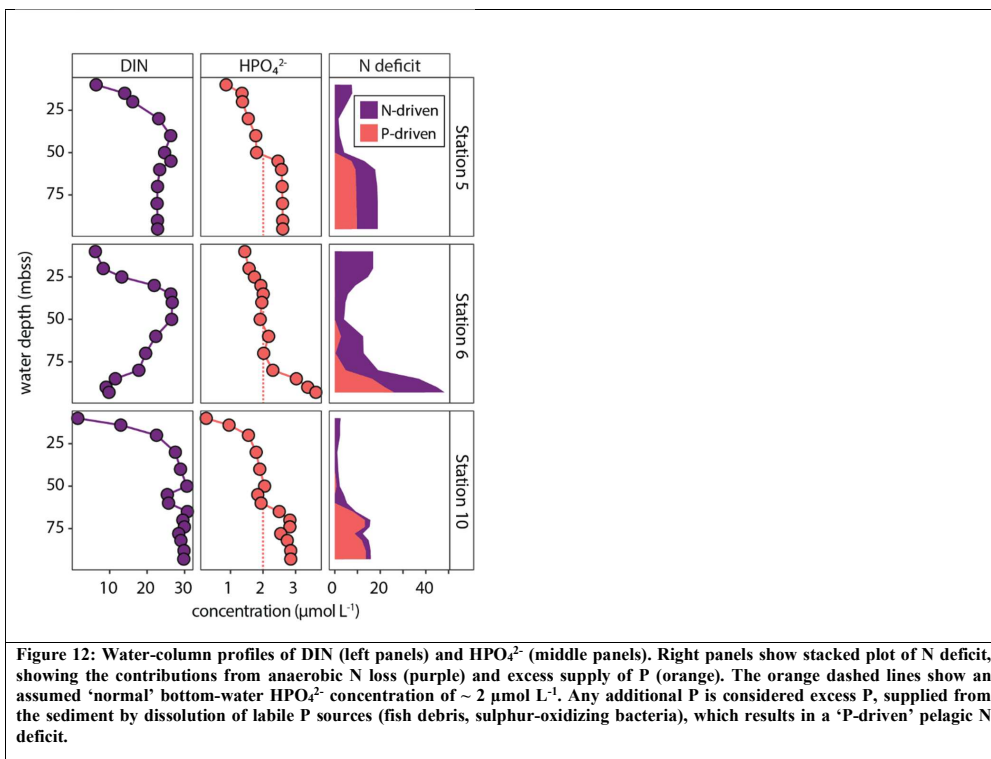 DIN HPO₄²⁻ N deficit
N-driven
P-driven
25
50
75
Station 5
water depth (mbss)
25
50
75
Station 6
25
50
75
Station 10
10 20 30 1 2 3 0 20 40
concentration (µmol L⁻¹)
Figure 12: Water-column profiles of DIN (left panels) and HPO₄²⁻ (middle panels). Right panels show stacked plot of N deficit,
showing the contributions from anaerobic N loss (purple) and excess supply of P (orange). The orange dashed lines show an
assumed ‘normal’ bottom-water HPO₄²⁻ concentration of ~ 2 µmol L⁻¹. Any additional P is considered excess P, supplied from
the sediment by dissolution of labile P sources (fish debris, sulphur-oxidizing bacteria), which results in a ‘P-driven’ pelagic N
deficit.